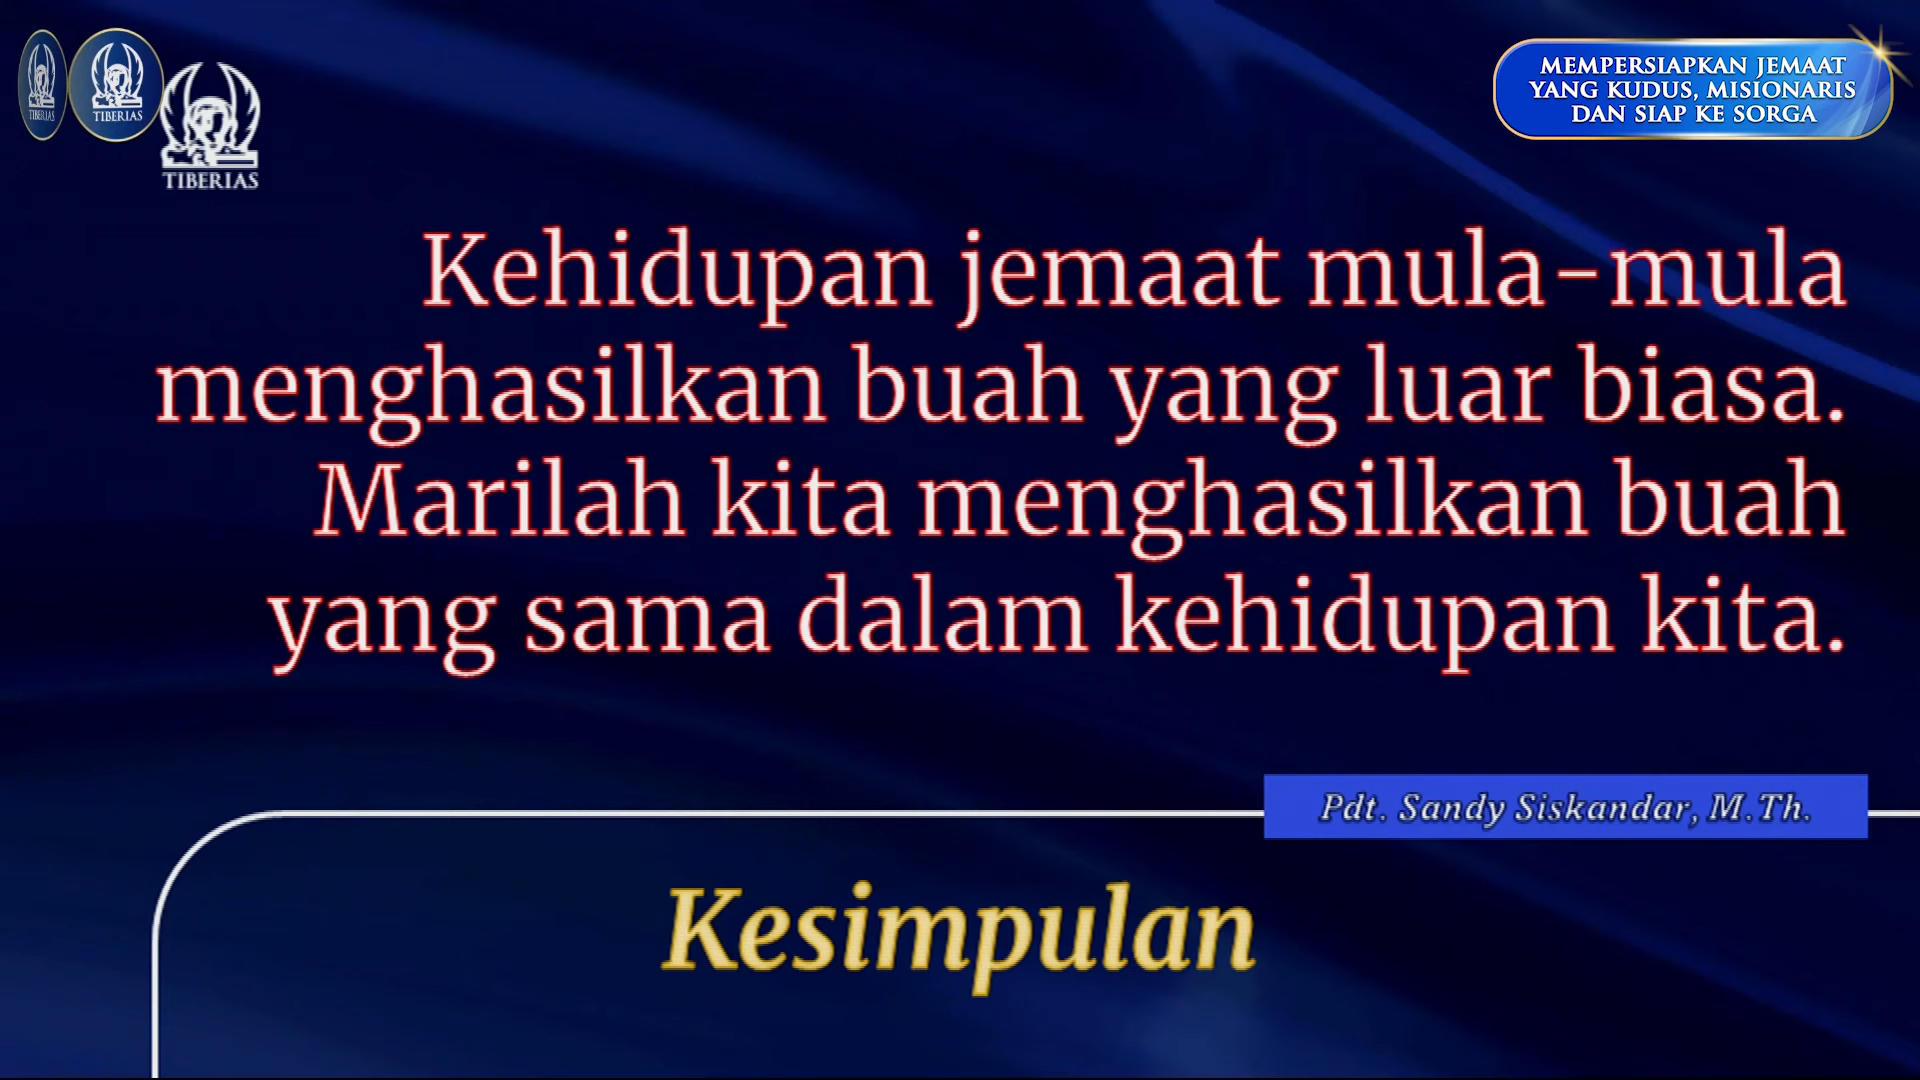 TIBERIAS
TIBERIAS
TIBERIAS
MEMPERSIAPKAN JEMAAT
YANG KUDUS, MISIONARIS
DAN SIAP KE SORGA
Kehidupan jemaat mula-mula
menghasilkan buah yang luar biasa.
Marilah kita menghasilkan buah
yang sama dalam kehidupan kita.
Pdt. Sandy Siskandar, M.Th.
Kesimpulan